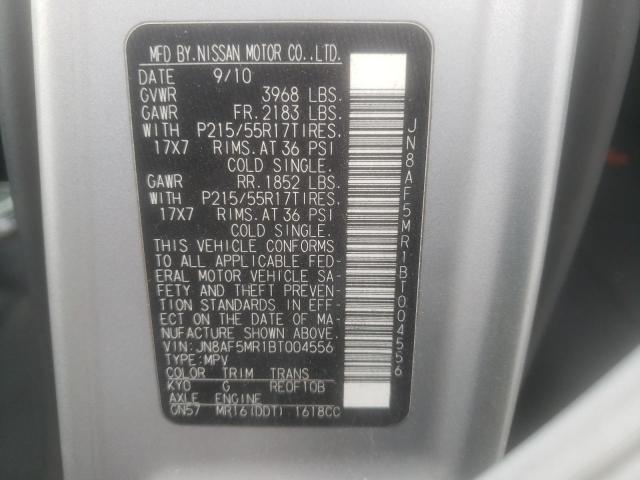 MFD BY.NISSAN MOTOR CO.,LTD.
DATE 9/10
GVWR 3968 LBS.
GAWR FR.2183 LBS.
WITH P215/55R17TIRES.
17X7 RIMS.AT 36 PSI
COLD SINGLE.
GAWR RR.1852 LBS.
WITH P215/55R17TIRES.
17X7 RIMS.AT 36 PSI
COLD SINGLE.
THIS VEHICLE CONFORMS
TO ALL APPLICABLE FED-
ERAL MOTOR VEHICLE SA-
FETY AND THEFT PREVEN-
TION STANDARDS IN EFF-
ECT ON THE DATE OF MA-
NUFACTURE SHOWN ABOVE.
VIN:JN8AF5MR1BT004556
TYPE:MPV
COLOR TRIM TRANS
KY0 G RE0F10B
AXLE ENGINE
GN57 MR16(DDT) 1618CC
JN8AF5MR1BT004556